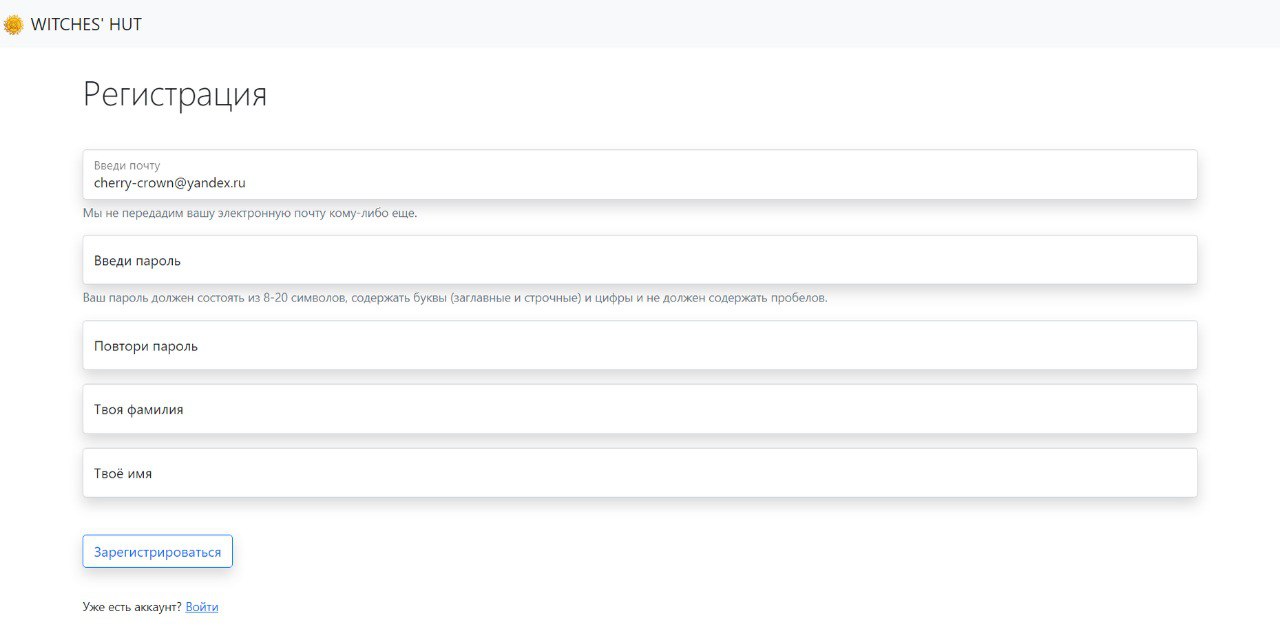 WITCHES' HUT
Регистрация
Введи почту
cherry-crown@yandex.ru
Мы не передадим вашу электронную почту кому-либо еще.
Введи пароль
Ваш пароль должен состоять из 8-20 символов, содержать буквы (заглавные и строчные) и цифры и не должен содержать пробелов.
Повтори пароль
Твоя фамилия
Твоё имя
Зарегистрироваться
Уже есть аккаунт? Войти